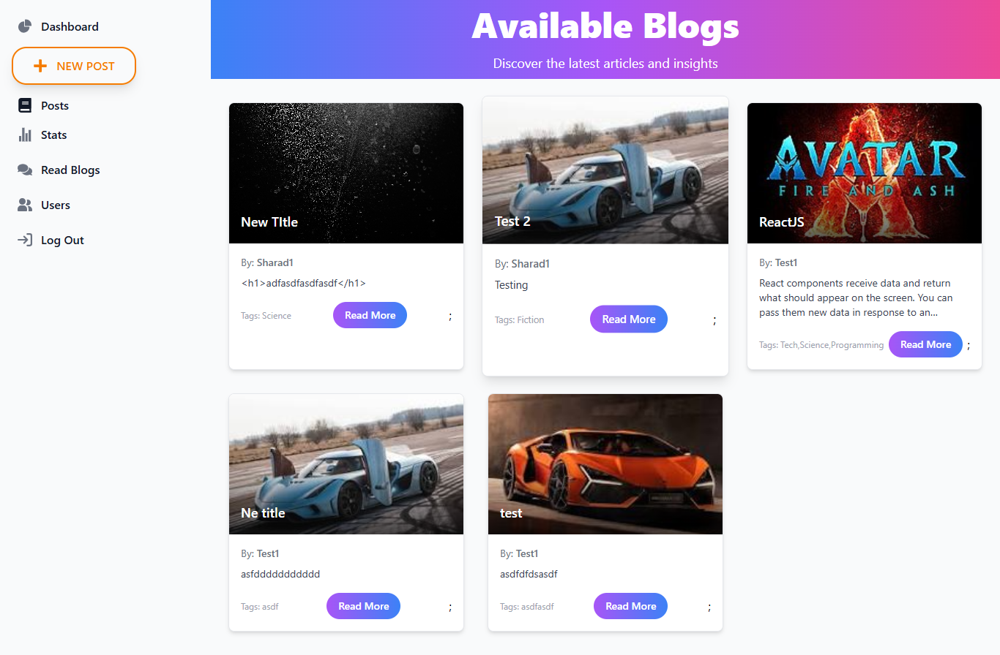 Dashboard
NEW POST
Posts
Stats
Read Blogs
Users
Log Out
Available Blogs
Discover the latest articles and insights
New TItle
By: Sharad1
<h1>adfasdfasdfasdf</h1>
Tags: Science
Read More
;
Test 2
By: Sharad1
Testing
Tags: Fiction
Read More
;
AVATAR
FIRE AND ASH
ReactJS
By: Test1
React components receive data and return
what should appear on the screen. You can
pass them new data in response to an...
Tags: Tech,Science,Programming
Read More
;
Ne title
By: Test1
asfddddddddddd
Tags: asdf
Read More
;
test
By: Test1
asdfdfdsasdf
Tags: asdfasdf
Read More
;